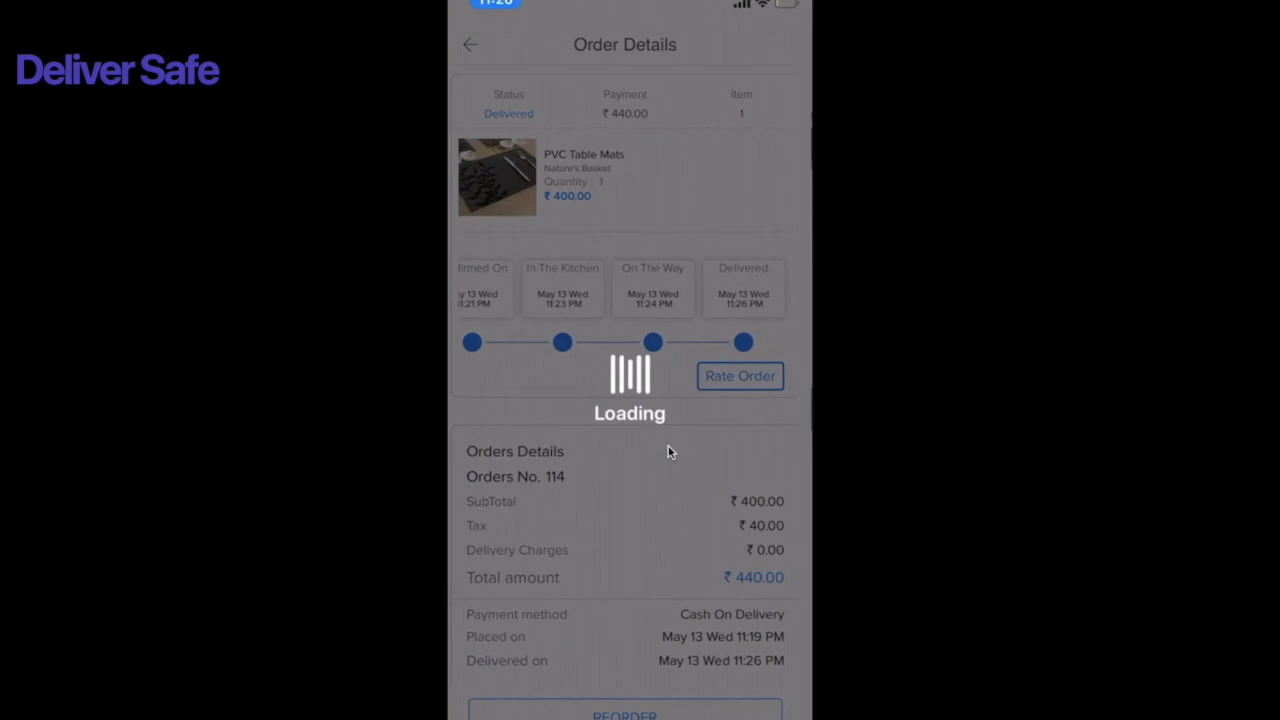 11:26
Deliver Safe
Order Details
Status Payment Item
Delivered ₹ 440.00 1
PVC Table Mats
Nature's Basket
Quantity : 1
₹ 400.00
firmed On In The Kitchen On The Way Delivered
y 13 Wed May 13 Wed May 13 Wed May 13 Wed
11:21 PM 11:23 PM 11:24 PM 11:26 PM
Rate Order
Loading
Orders Details
Orders No. 114
SubTotal ₹ 400.00
Tax ₹ 40.00
Delivery Charges ₹ 0.00
Total amount ₹ 440.00
Payment method Cash On Delivery
Placed on May 13 Wed 11:19 PM
Delivered on May 13 Wed 11:26 PM
REORDER